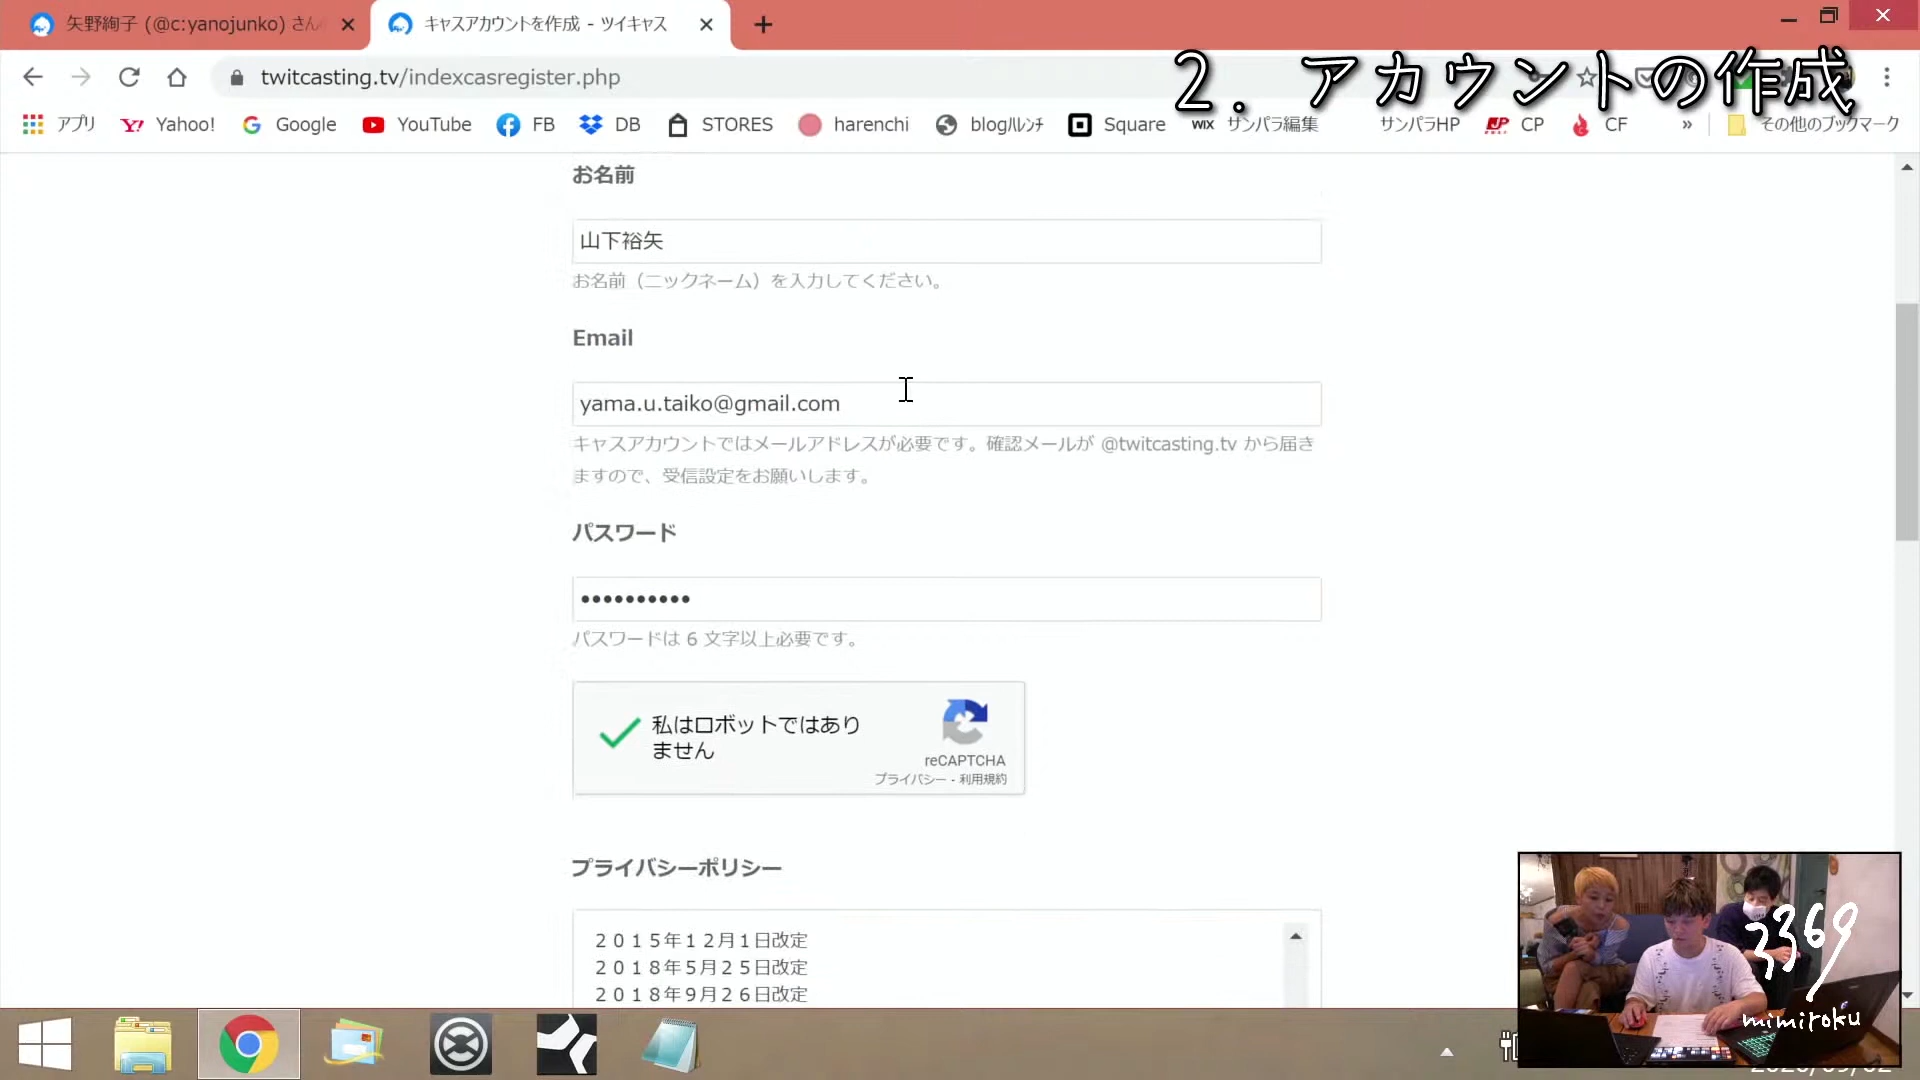 矢野絢子 (@c:yanojunko) さん
キャスアカウントを作成 - ツイキャス
twitcasting.tv/indexcasregister.php
2．アカウントの作成
アプリ
Yahoo!
Google
YouTube
FB
DB
STORES
harenchi
blogハレンチ
Square
WIX サンパラ編集
サンパラHP
CP
CF
»
その他のブックマーク
お名前
山下裕矢
お名前（ニックネーム）を入力してください。
Email
yama.u.taiko@gmail.com
キャスアカウントではメールアドレスが必要です。確認メールが @twitcasting.tv から届き
ますので、受信設定をお願いします。
パスワード
••••••••••
パスワードは 6 文字以上必要です。
私はロボットではあり
ません
reCAPTCHA
プライバシー - 利用規約
プライバシーポリシー
２０１５年１２月１日改定
２０１８年５月２５日改定
２０１８年９月２６日改定
3369
mimiroku